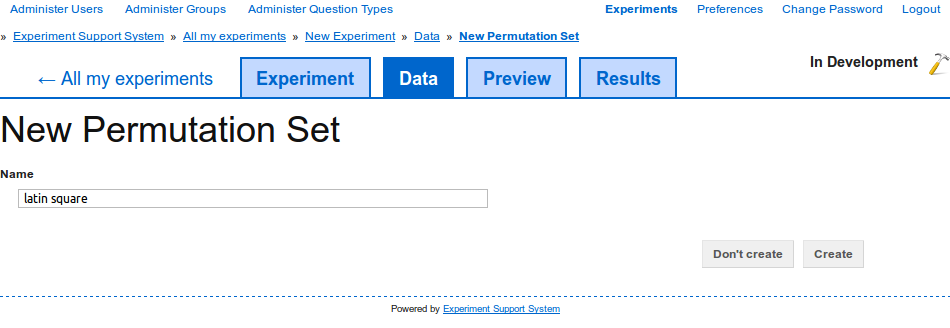 Administer Users Administer Groups Administer Question Types Experiments Preferences Change Password Logout
» Experiment Support System » All my experiments » New Experiment » Data » New Permutation Set
← All my experiments Experiment Data Preview Results In Development
New Permutation Set
Name
latin square
Don't create Create
Powered by Experiment Support System